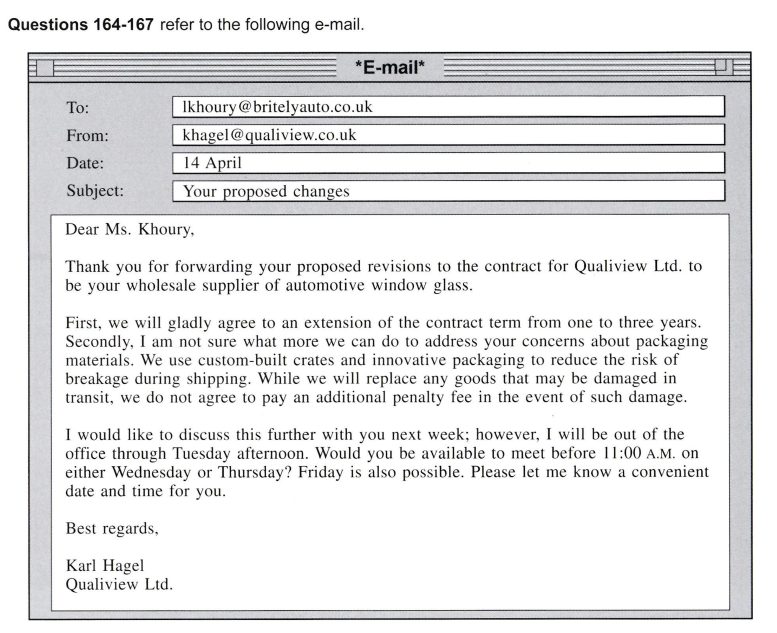 Questions 164-167 refer to the following e-mail.
*E-mail*
To: lkhoury@britelyauto.co.uk
From: khagel@qualiview.co.uk
Date: 14 April
Subject: Your proposed changes
Dear Ms. Khoury,
Thank you for forwarding your proposed revisions to the contract for Qualiview Ltd. to
be your wholesale supplier of automotive window glass.
First, we will gladly agree to an extension of the contract term from one to three years.
Secondly, I am not sure what more we can do to address your concerns about packaging
materials. We use custom-built crates and innovative packaging to reduce the risk of
breakage during shipping. While we will replace any goods that may be damaged in
transit, we do not agree to pay an additional penalty fee in the event of such damage.
I would like to discuss this further with you next week; however, I will be out of the
office through Tuesday afternoon. Would you be available to meet before 11:00 A.M. on
either Wednesday or Thursday? Friday is also possible. Please let me know a convenient
date and time for you.
Best regards,
Karl Hagel
Qualiview Ltd.